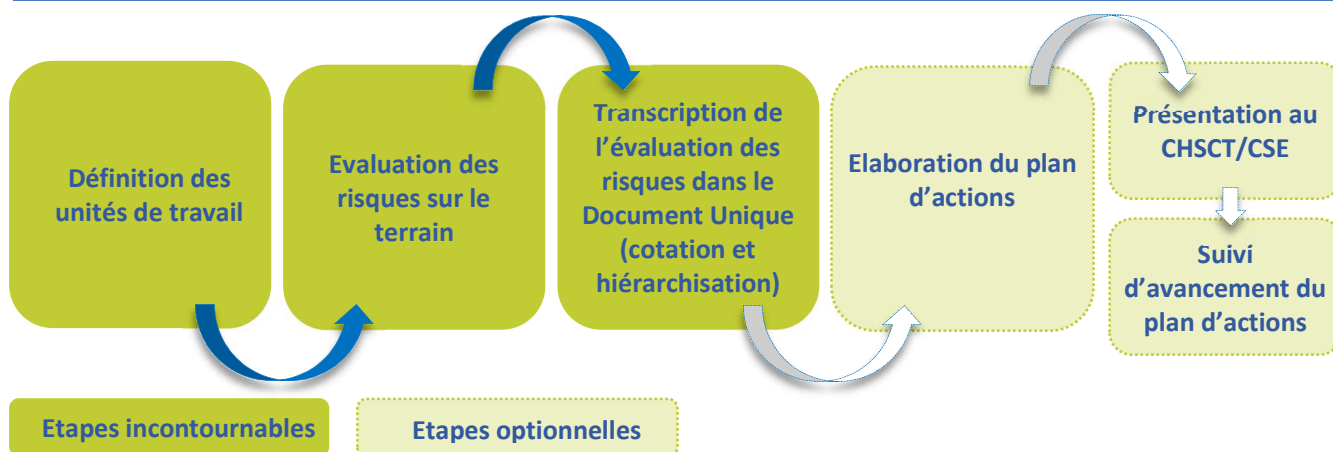 Définition des
unités de travail
Evaluation des
risques sur le
terrain
Transcription de
l’évaluation des
risques dans le
Document Unique
(cotation et
hiérarchisation)
Elaboration du plan
d’actions
Présentation au
CHSCT/CSE
Suivi
d’avancement du
plan d’actions
Etapes incontournables
Etapes optionnelles